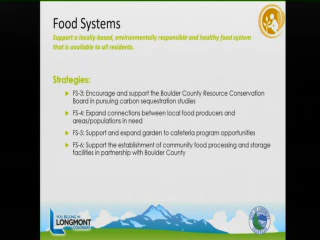 Food Systems
Support a locally-based, environmentally responsible and healthy food system
that is available to all residents.
Strategies:
FS-3: Encourage and support the Boulder County Resource Conservation
Board in pursuing carbon sequestration studies
FS-4: Expand connections between local food producers and
areas/populations in need
FS-5: Support and expand garden to cafeteria program opportunities
FS-6: Support the establishment of community food processing and storage
facilities in partnership with Boulder County
YOU BELONG IN
LONGMONT
COLORADO